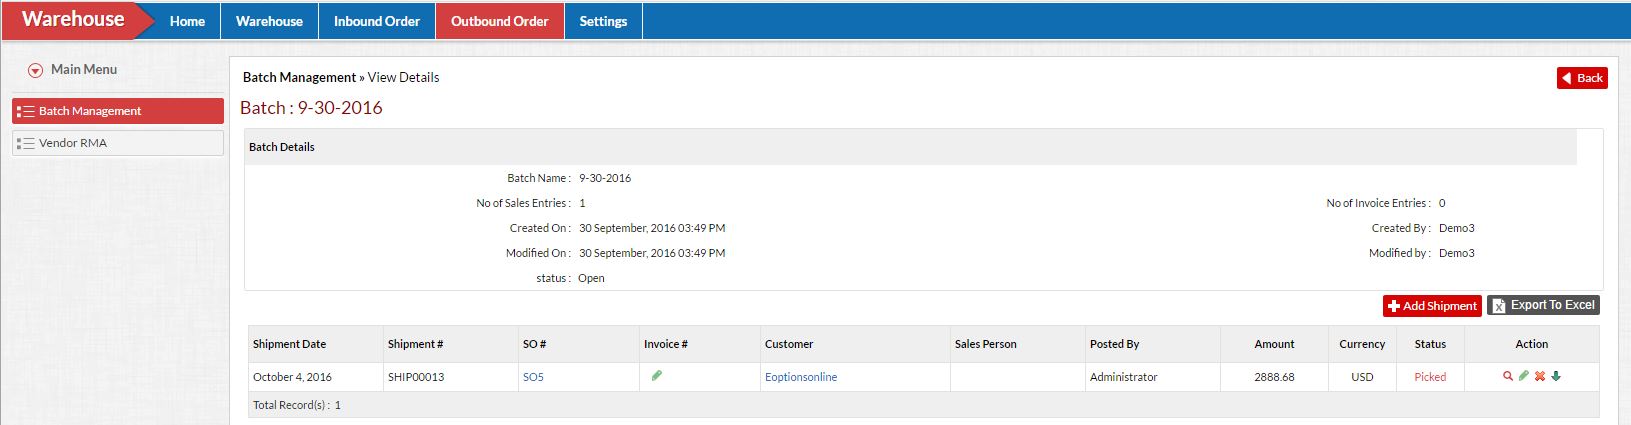 Warehouse Home Warehouse Inbound Order Outbound Order Settings
Main Menu
Batch Management
Vendor RMA
Batch Management » View Details
Back
Batch : 9-30-2016
Batch Details
Batch Name : 9-30-2016
No of Sales Entries : 1 No of Invoice Entries : 0
Created On : 30 September, 2016 03:49 PM Created By : Demo3
Modified On : 30 September, 2016 03:49 PM Modified by : Demo3
status : Open
Add Shipment Export To Excel
Shipment Date Shipment # SO # Invoice # Customer Sales Person Posted By Amount Currency Status Action
October 4, 2016 SHIP00013 SO5 Eoptionsonline Administrator 2888.68 USD Picked
Total Record(s) : 1